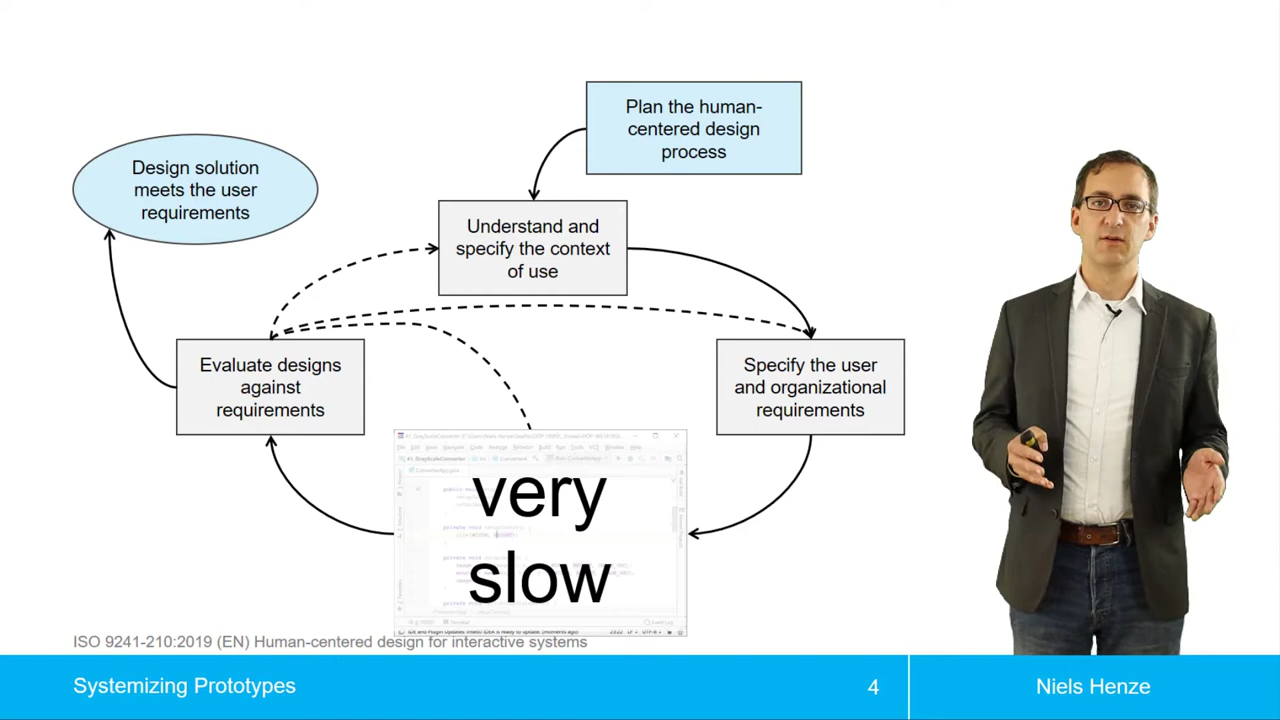 Plan the human-
centered design
process
Design solution
meets the user
requirements
Understand and
specify the context
of use
Evaluate designs
against
requirements
Specify the user
and organizational
requirements
very
slow
ISO 9241-210:2019 (EN) Human-centered design for interactive systems
Systemizing Prototypes
4
Niels Henze